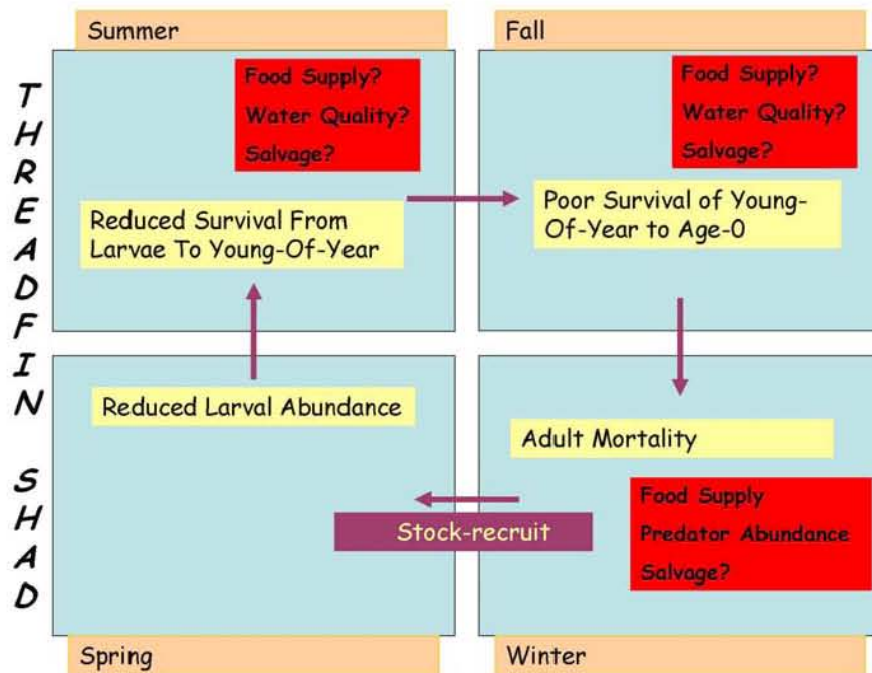 THREADFIN SHAD
Summer
Food Supply?
Water Quality?
Salvage?
Reduced Survival From
Larvae To Young-Of-Year
Fall
Food Supply?
Water Quality?
Salvage?
Poor Survival of Young-
Of-Year to Age-0
Reduced Larval Abundance
Stock-recruit
Spring
Adult Mortality
Food Supply
Predator Abundance
Salvage?
Winter